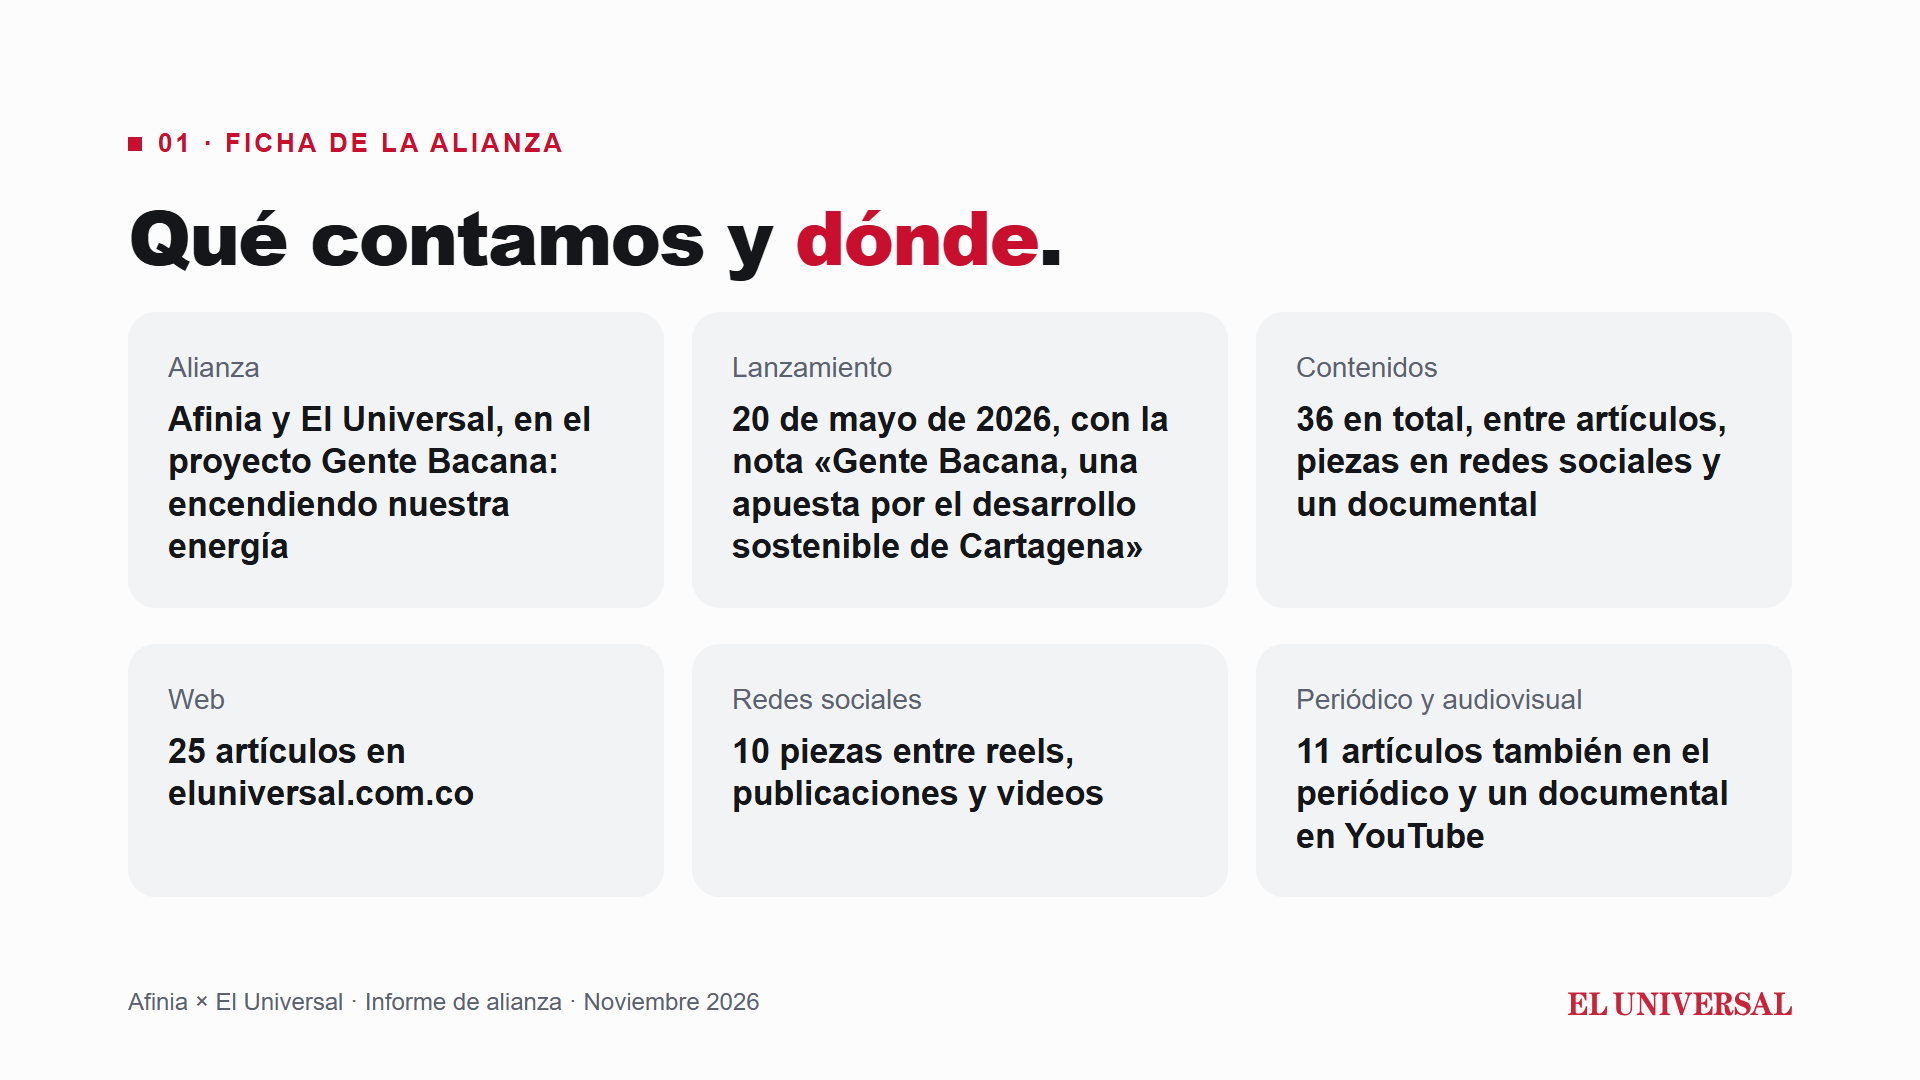 01 · FICHA DE LA ALIANZA
Qué contamos y dónde.
Alianza
Afinia y El Universal, en el
proyecto Gente Bacana:
encendiendo nuestra
energía
Lanzamiento
20 de mayo de 2026, con la
nota «Gente Bacana, una
apuesta por el desarrollo
sostenible de Cartagena»
Contenidos
36 en total, entre artículos,
piezas en redes sociales y
un documental
Web
25 artículos en
eluniversal.com.co
Redes sociales
10 piezas entre reels,
publicaciones y videos
Periódico y audiovisual
11 artículos también en el
periódico y un documental
en YouTube
Afinia × El Universal · Informe de alianza · Noviembre 2026
EL UNIVERSAL